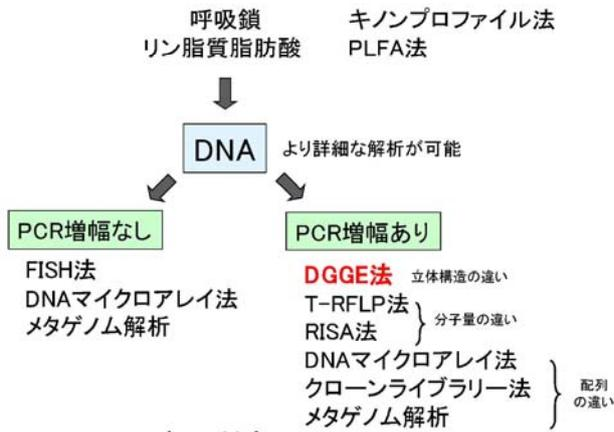 呼吸鎖 キノンプロファイル法
リン脂質脂肪酸 PLFA法
DNA より詳細な解析が可能
PCR増幅なし
FISH法
DNAマイクロアレイ法
メタゲノム解析
PCR増幅あり
DGGE法 立体構造の違い
T-RFLP法
RISA法
分子量の違い
DNAマイクロアレイ法
クローンライブラリー法
メタゲノム解析
配列
の違い